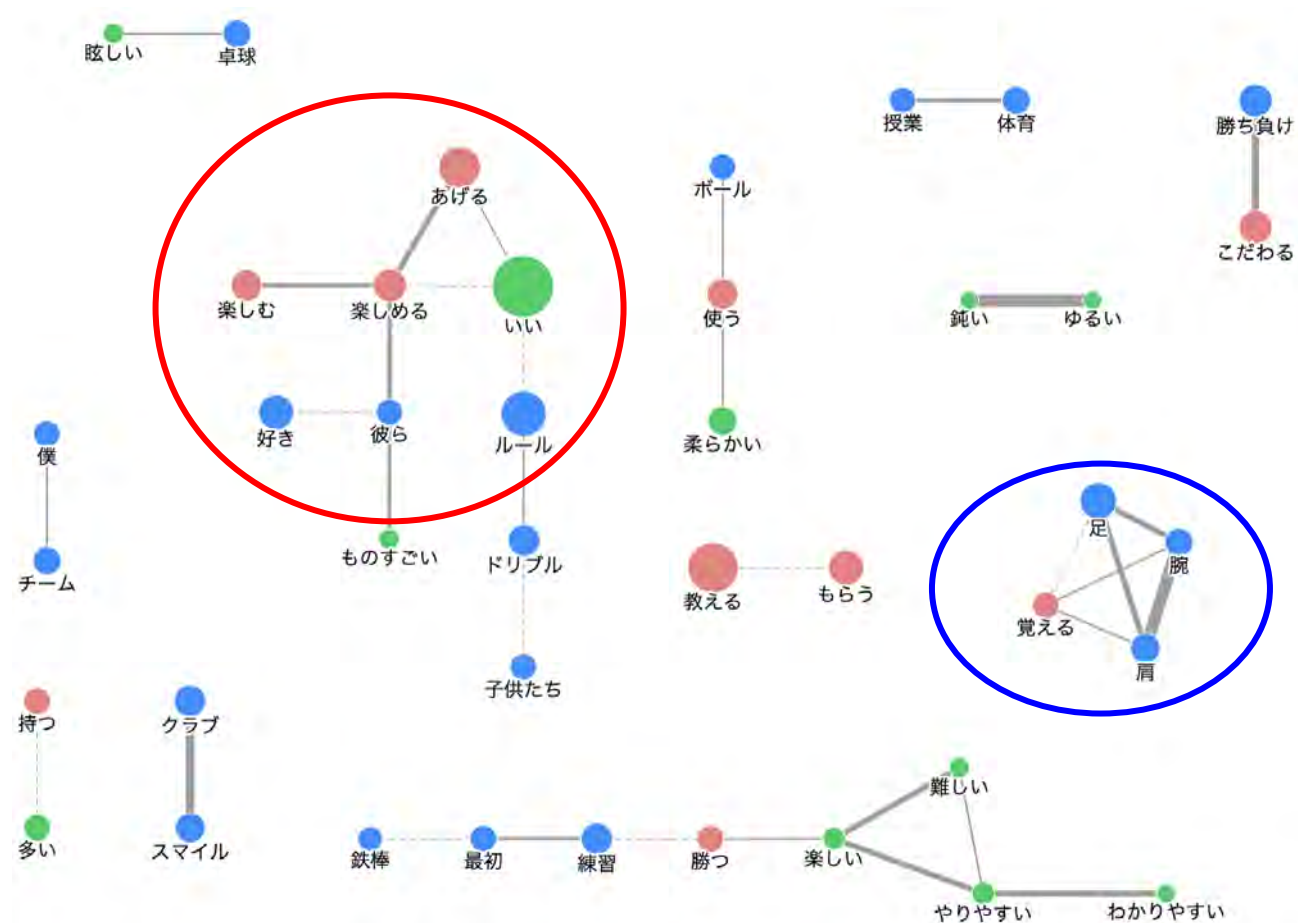 眩しい
卓球
授業
体育
勝ち負け
あげる
ボール
こだわる
楽しむ
楽しめる
いい
使う
鈍い
ゆるい
好き
彼ら
ルール
柔らかい
僕
足
ものすごい
ドリブル
腕
チーム
教える
もらう
覚える
肩
子供たち
持つ
クラブ
難しい
多い
スマイル
鉄棒
最初
練習
勝つ
楽しい
やりやすい
わかりやすい